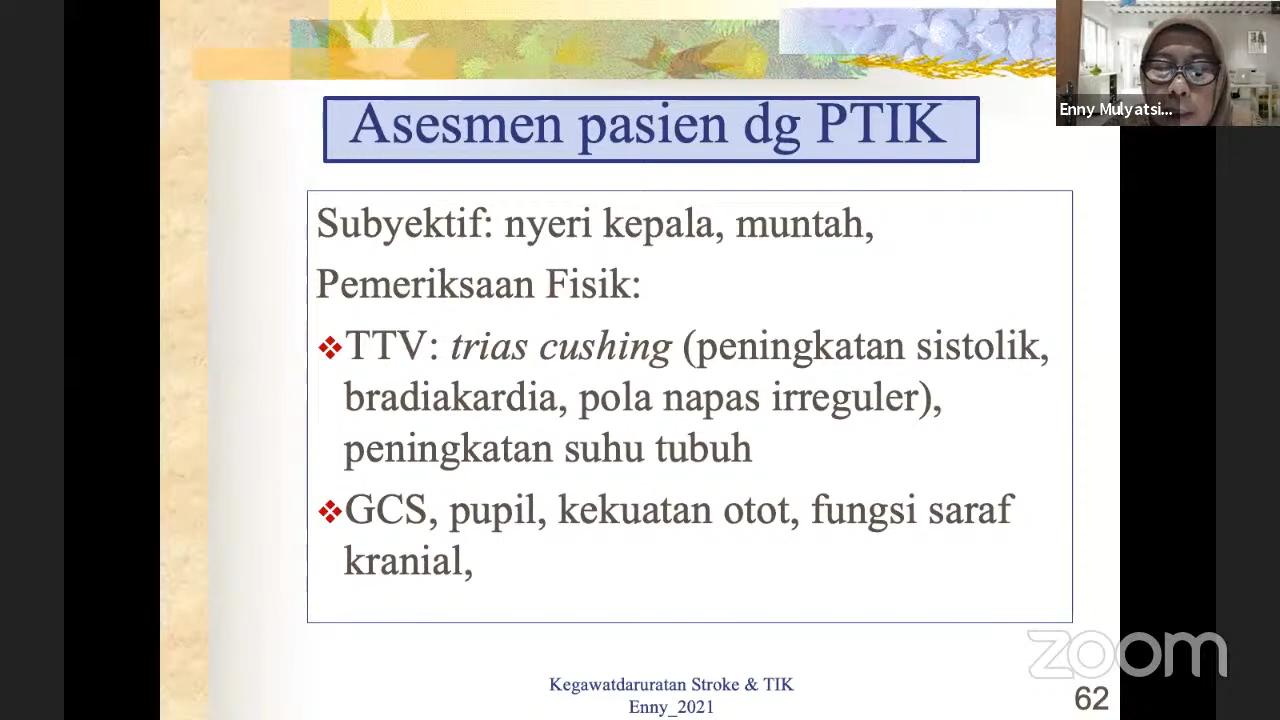 Asesmen pasien dg PTIK
Enny Mulyatsi...
Subyektif: nyeri kepala, muntah,
Pemeriksaan Fisik:
❖TTV: trias cushing (peningkatan sistolik,
bradiakardia, pola napas irreguler),
peningkatan suhu tubuh
❖GCS, pupil, kekuatan otot, fungsi saraf
kranial,
zoom
Kegawatdaruratan Stroke & TIK
Enny_2021
62